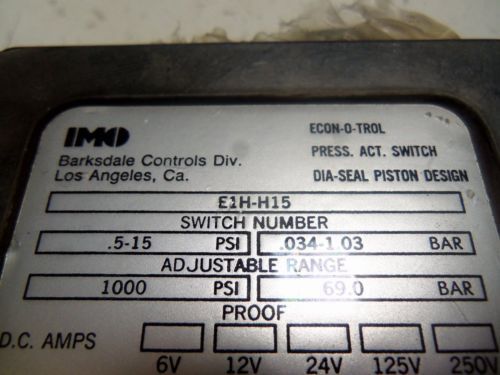 IMO
Barksdale Controls Div.
Los Angeles, Ca.
ECON-O-TROL
PRESS. ACT. SWITCH
DIA-SEAL PISTON DESIGN
E1H-H15
SWITCH NUMBER
.5-15 PSI .034-1.03 BAR
ADJUSTABLE RANGE
1000 PSI 69.0 BAR
PROOF
D.C. AMPS
6V 12V 24V 125V 250V